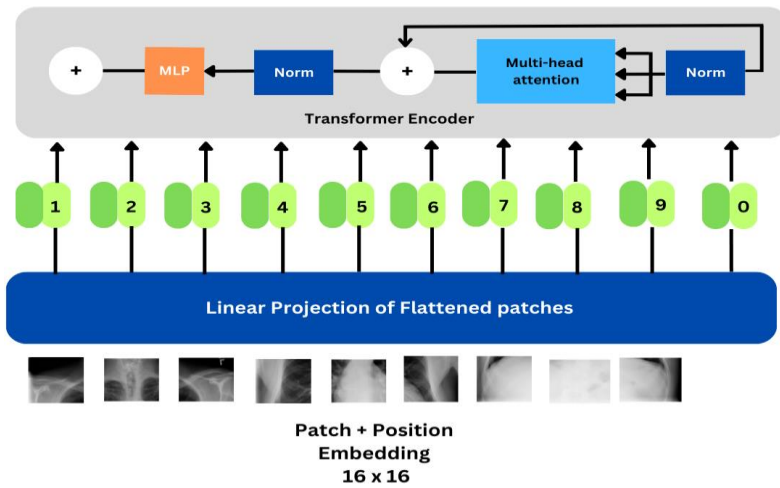 +
MLP
Norm
+
Multi-head
attention
Norm
Transformer Encoder
1 2 3 4 5 6 7 8 9 0
Linear Projection of Flattened patches
Patch + Position
Embedding
16 x 16